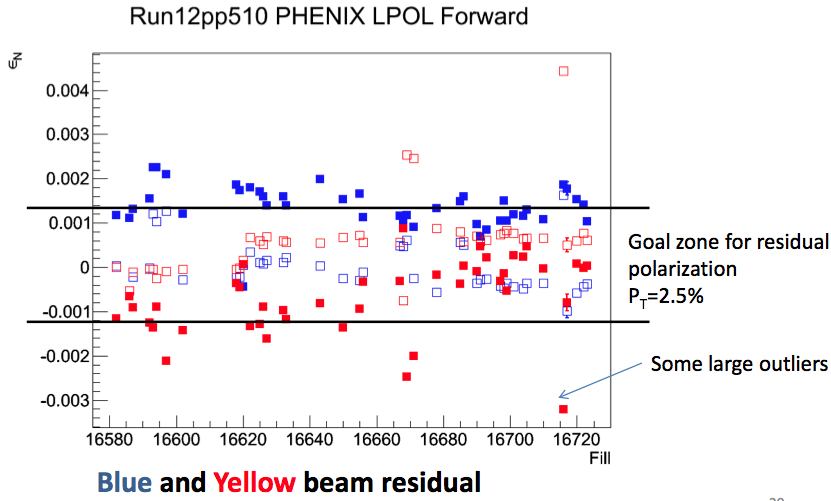 Run12pp510 PHENIX LPOL Forward
ϵN
0.004
0.003
0.002
0.001
0
-0.001
-0.002
-0.003
16580 16600 16620 16640 16660 16680 16700 16720
Fill
Goal zone for residual
polarization
PT=2.5%
Some large outliers
Blue and Yellow beam residual